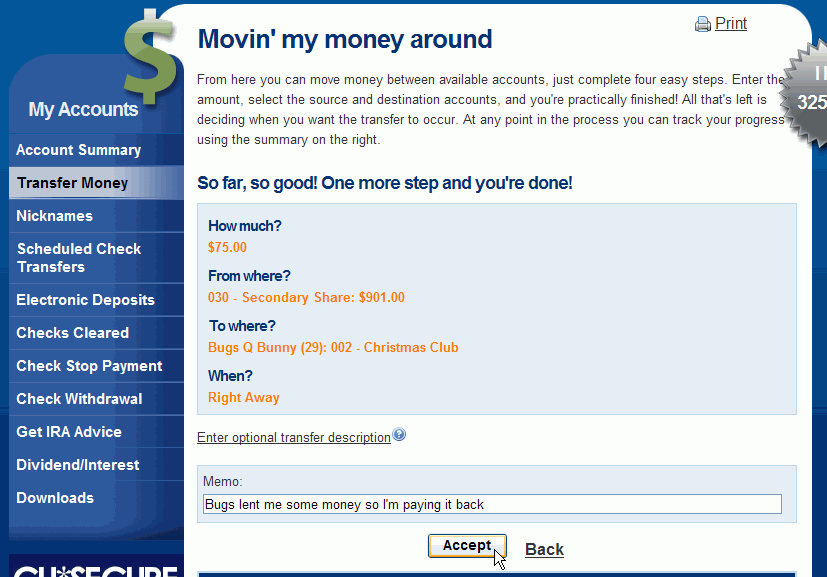 $
My Accounts
Account Summary
Transfer Money
Nicknames
Scheduled Check
Transfers
Electronic Deposits
Checks Cleared
Check Stop Payment
Check Withdrawal
Get IRA Advice
Dividend/Interest
Downloads
Movin' my money around
Print
325
From here you can move money between available accounts, just complete four easy steps. Enter the
amount, select the source and destination accounts, and you're practically finished! All that's left is
deciding when you want the transfer to occur. At any point in the process you can track your progress
using the summary on the right.
So far, so good! One more step and you're done!
How much?
$75.00
From where?
030 - Secondary Share: $901.00
To where?
Bugs Q Bunny (29): 002 - Christmas Club
When?
Right Away
Enter optional transfer description
Memo:
Bugs lent me some money so I'm paying it back
Accept
Back